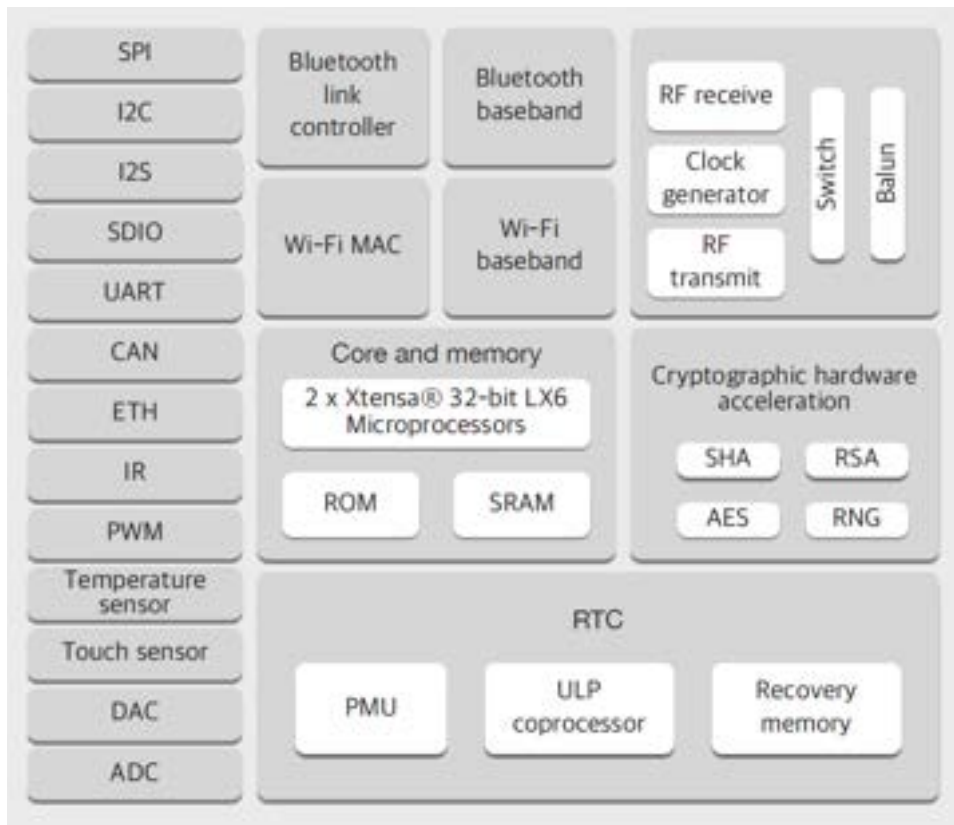 SPI
I2C
I2S
SDIO
UART
CAN
ETH
IR
PWM
Temperature
sensor
Touch sensor
DAC
ADC
Bluetooth
link
controller
Bluetooth
baseband
Wi-Fi MAC
Wi-Fi
baseband
RF receive
Clock
generator
RF
transmit
Switch
Balun
Core and memory
2 x Xtensa® 32-bit LX6
Microprocessors
ROM
SRAM
Cryptographic hardware
acceleration
SHA
RSA
AES
RNG
RTC
PMU
ULP
coprocessor
Recovery
memory